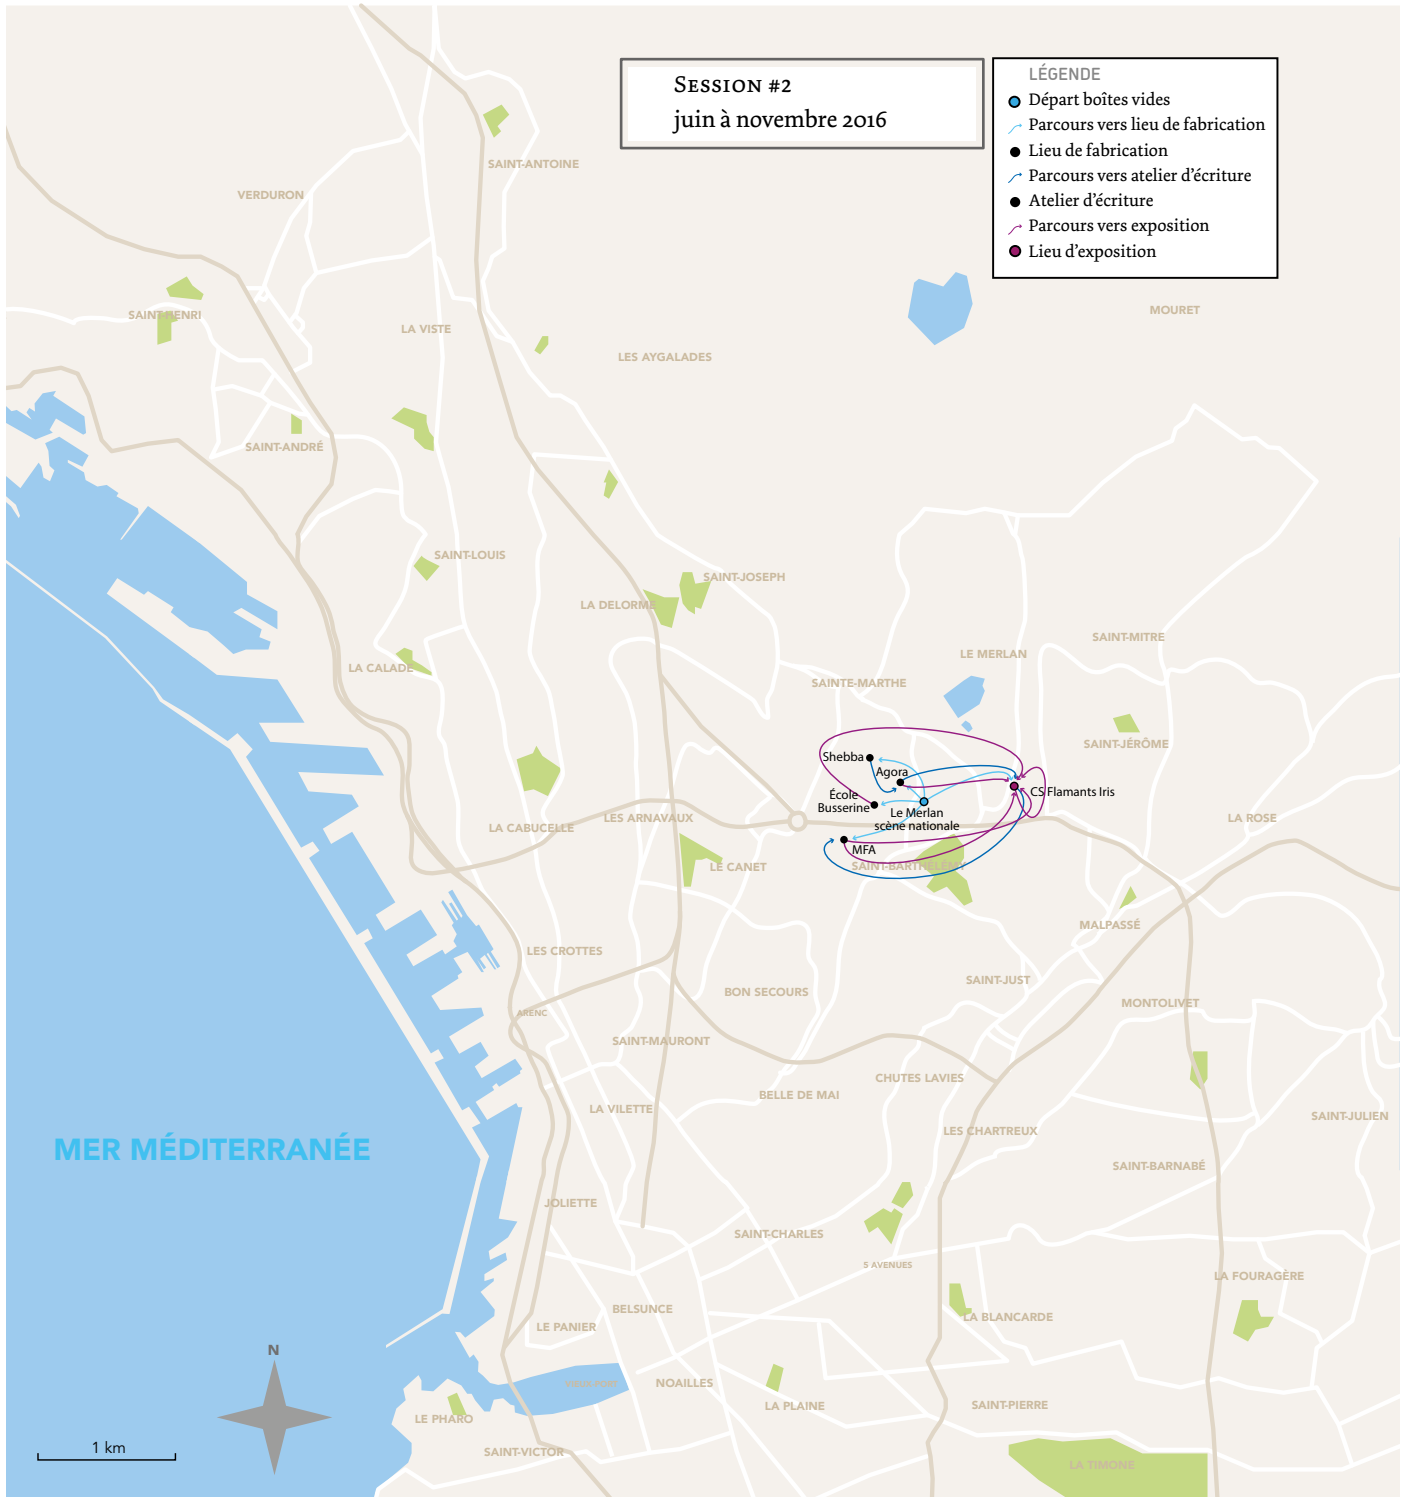 SESSION #2
juin à novembre 2016
LÉGENDE
Départ boîtes vides
Parcours vers lieu de fabrication
Lieu de fabrication
Parcours vers atelier d'écriture
Atelier d'écriture
Parcours vers exposition
Lieu d'exposition
SAINT-ANTOINE
VERDURON
SAINT-HENRI
LA VISTE
LES AYGALADES
MOURET
SAINT-ANDRÉ
SAINT-LOUIS
SAINT-JOSEPH
LA DELORME
SAINT-MITRE
LE MERLAN
LA CALADE
SAINTE-MARTHE
SAINT-JÉRÔME
Shebba
Agora
École
Busserine
CS Flamants Iris
Le Merlan
scène nationale
LES ARNAVAUX
LA ROSE
LA CABUCELLE
MFA
LE CANET
SAINT-BARTHÉLÉMY
MALPASSÉ
LES CROTTES
SAINT-JUST
BON SECOURS
MONTOLIVET
ARENC
SAINT-MAURONT
CHUTES LAVIES
BELLE DE MAI
LA VILETTE
SAINT-JULIEN
LES CHARTREUX
MER MÉDITERRANÉE
SAINT-BARNABÉ
JOLIETTE
SAINT-CHARLES
5 AVENUES
LA FOURAGÈRE
BELSUNCE
LA BLANCARDE
LE PANIER
N
NOAILLES
LA PLAINE
SAINT-PIERRE
LE PHARO
1 km
SAINT-VICTOR
LA TIMONE